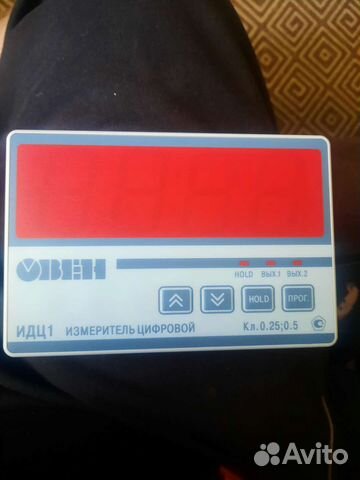 ОВЕН
HOLD ВЫХ.1 ВЫХ.2
HOLD ПРОГ.
ИДЦ1 ИЗМЕРИТЕЛЬ ЦИФРОВОЙ Кл.0.25;0.5
Avito